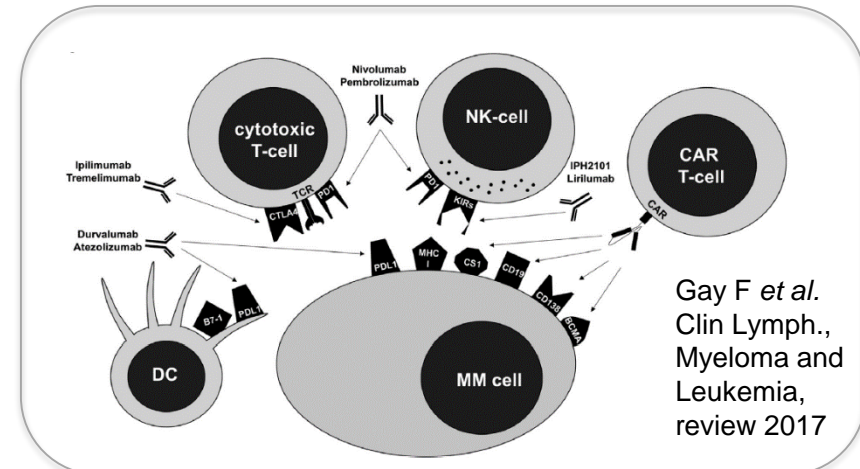 Nivolumab
Pembrolizumab
cytotoxic
T-cell
NK-cell
CAR
T-cell
Ipilimumab
Tremelimumab
TCR
PD1
CTLA4
PD1
KIRs
IPH2101
Lirilumab
CAR
Durvalumab
Atezolizumab
PDL1
MHC
I
CS1
CD19
CD138
BCMA
B7-1
PDL1
DC
MM cell
Gay F et al.
Clin Lymph.,
Myeloma and
Leukemia,
review 2017